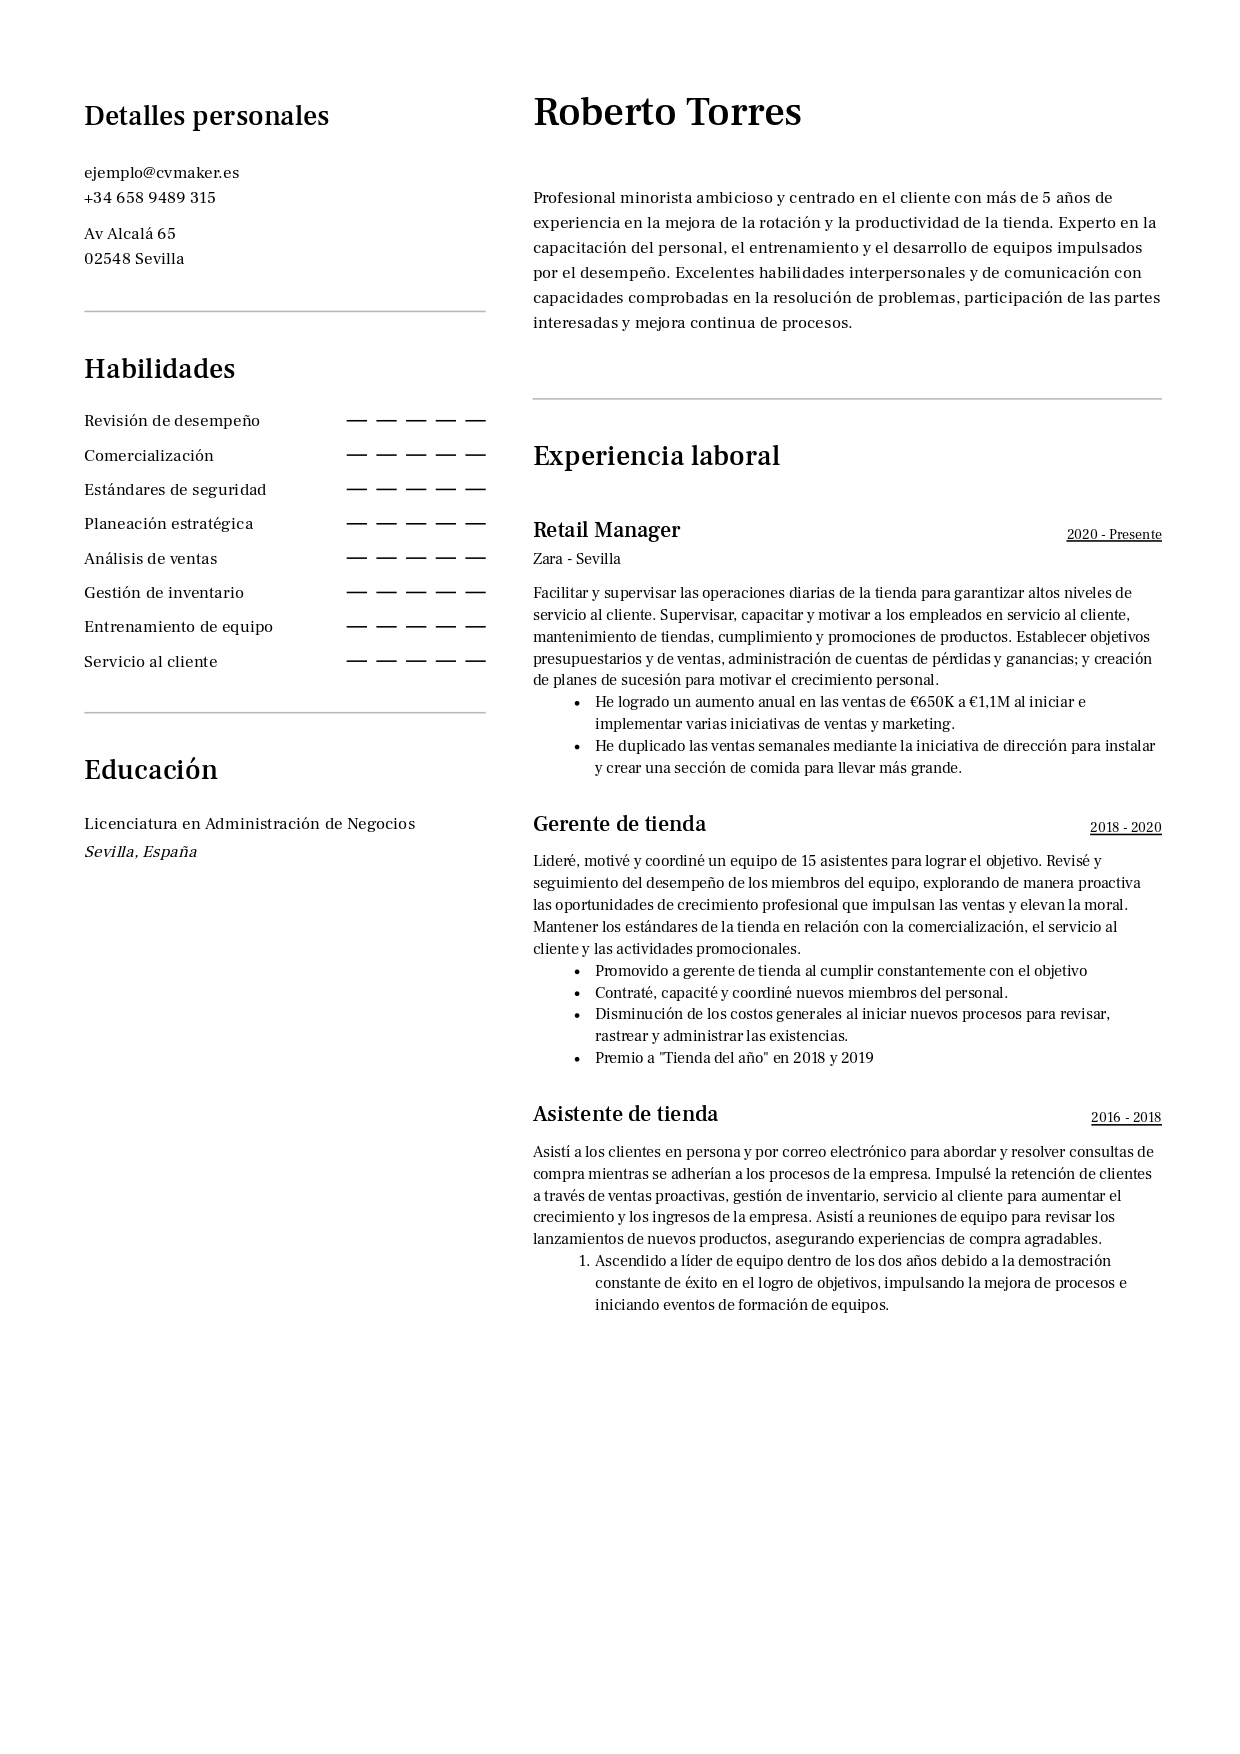 Detalles personales
ejemplo@cvmaker.es
+34 658 9489 315
Av Alcalá 65
02548 Sevilla
Habilidades
Revisión de desempeño
Comercialización
Estándares de seguridad
Planeación estratégica
Análisis de ventas
Gestión de inventario
Entrenamiento de equipo
Servicio al cliente
Educación
Licenciatura en Administración de Negocios
Sevilla, España
Roberto Torres
Profesional minorista ambicioso y centrado en el cliente con más de 5 años de
experiencia en la mejora de la rotación y la productividad de la tienda. Experto en la
capacitación del personal, el entrenamiento y el desarrollo de equipos impulsados
por el desempeño. Excelentes habilidades interpersonales y de comunicación con
capacidades comprobadas en la resolución de problemas, participación de las partes
interesadas y mejora continua de procesos.
Experiencia laboral
Retail Manager
2020 - Presente
Zara - Sevilla
Facilitar y supervisar las operaciones diarias de la tienda para garantizar altos niveles de
servicio al cliente. Supervisar, capacitar y motivar a los empleados en servicio al cliente,
mantenimiento de tiendas, cumplimiento y promociones de productos. Establecer objetivos
presupuestarios y de ventas, administración de cuentas de pérdidas y ganancias; y creación
de planes de sucesión para motivar el crecimiento personal.
• He logrado un aumento anual en las ventas de €650K a €1,1M al iniciar e
implementar varias iniciativas de ventas y marketing.
• He duplicado las ventas semanales mediante la iniciativa de dirección para instalar
y crear una sección de comida para llevar más grande.
Gerente de tienda
2018 - 2020
Lideré, motivé y coordiné un equipo de 15 asistentes para lograr el objetivo. Revisé y
seguimiento del desempeño de los miembros del equipo, explorando de manera proactiva
las oportunidades de crecimiento profesional que impulsan las ventas y elevan la moral.
Mantener los estándares de la tienda en relación con la comercialización, el servicio al
cliente y las actividades promocionales.
• Promovido a gerente de tienda al cumplir constantemente con el objetivo
• Contraté, capacité y coordiné nuevos miembros del personal.
• Disminución de los costos generales al iniciar nuevos procesos para revisar,
rastrear y administrar las existencias.
• Premio a "Tienda del año" en 2018 y 2019
Asistente de tienda
2016 - 2018
Asistí a los clientes en persona y por correo electrónico para abordar y resolver consultas de
compra mientras se adherían a los procesos de la empresa. Impulsé la retención de clientes
a través de ventas proactivas, gestión de inventario, servicio al cliente para aumentar el
crecimiento y los ingresos de la empresa. Asistí a reuniones de equipo para revisar los
lanzamientos de nuevos productos, asegurando experiencias de compra agradables.
1. Ascendido a líder de equipo dentro de los dos años debido a la demostración
constante de éxito en el logro de objetivos, impulsando la mejora de procesos e
iniciando eventos de formación de equipos.